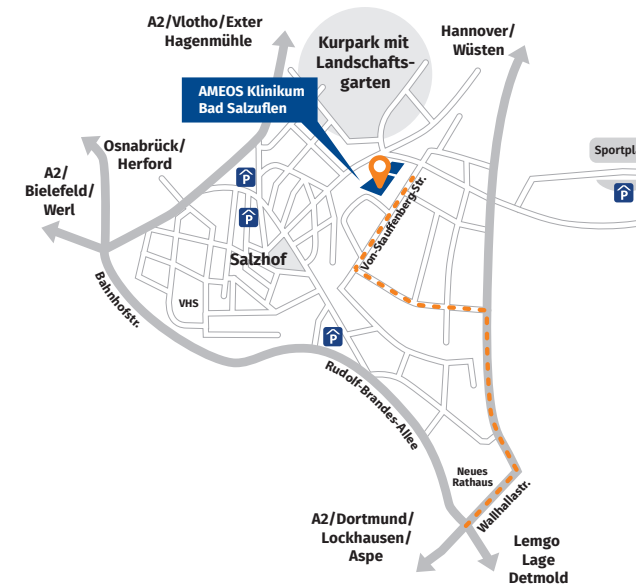 A2/Vlotho/Exter
Hagenmühle
Kurpark mit
Landschafts-
garten
Hannover/
Wüsten
AMEOS Klinikum
Bad Salzuflen
Osnabrück/
Herford
A2/
Bielefeld/
Werl
Sportpl
P
P
P
Von-Stauffenberg-Str.
Salzhof
Bahnhofstr.
VHS
P
Rudolf-Brandes-Allee
Neues
Rathaus
Wallhallastr.
A2/Dortmund/
Lockhausen/
Aspe
Lemgo
Lage
Detmold